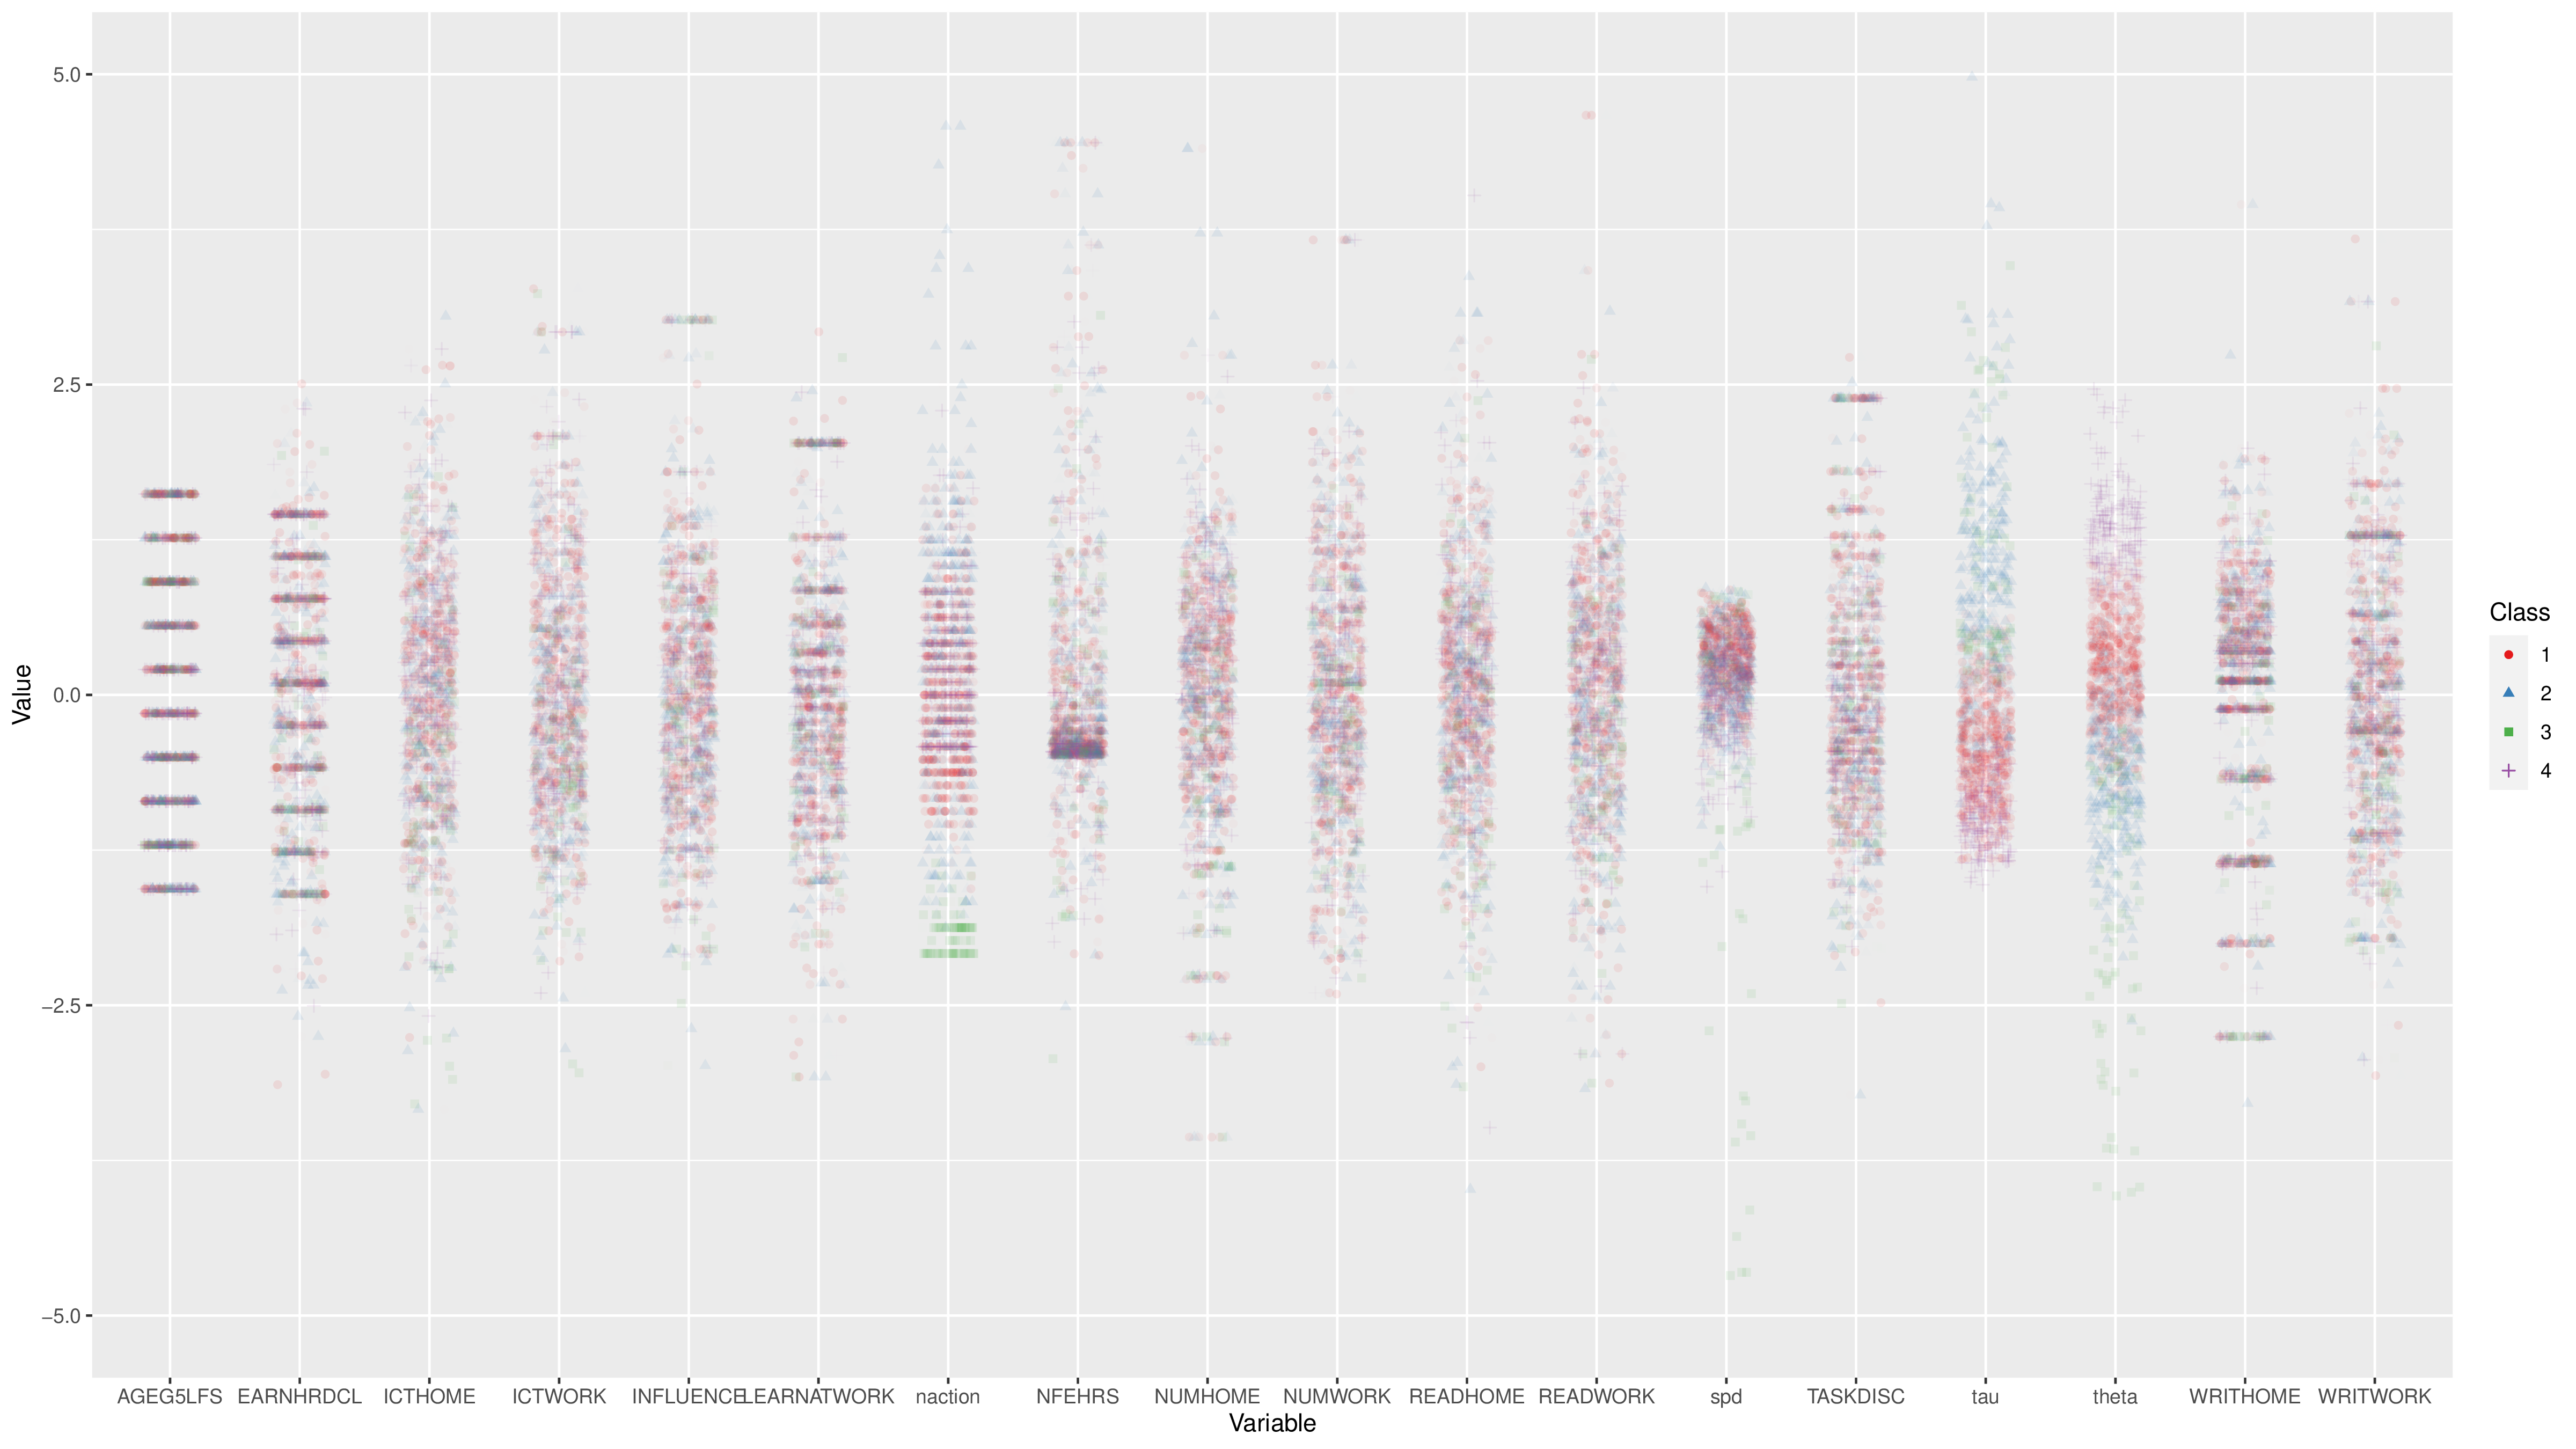 5.0
2.5
0.0
−2.5
−5.0
Value
AGEG5LFS EARNHRDCL ICTHOME ICTWORK INFLUENCE LEARNATWORK naction NFEHRS NUMHOME NUMWORK READHOME READWORK spd TASKDISC tau theta WRITHOME WRITWORK
Variable
Class
1
2
3
4